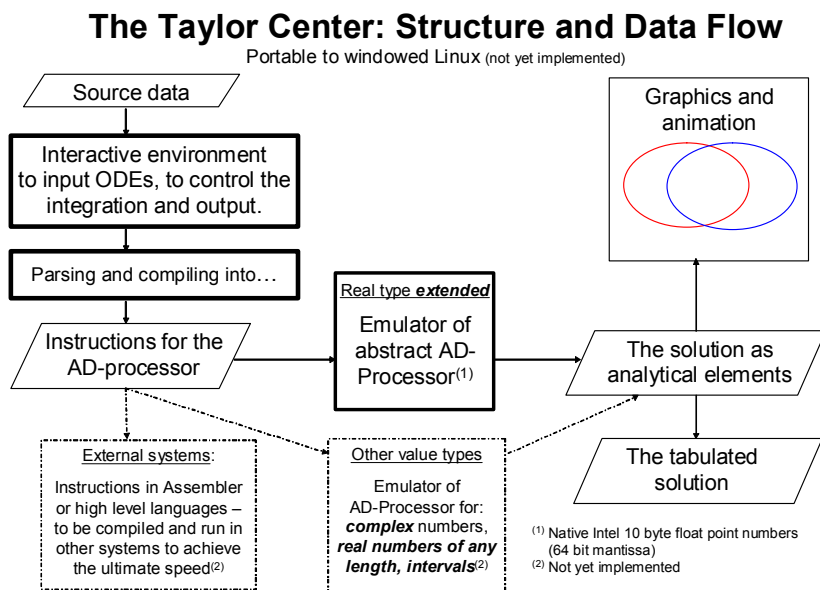 The Taylor Center: Structure and Data Flow
Portable to windowed Linux (not yet implemented)
Source data
Interactive environment
to input ODEs, to control the
integration and output.
Parsing and compiling into…
Instructions for the
AD-processor
Real type extended
Emulator of
abstract AD-
Processor(1)
Graphics and
animation
The solution as
analytical elements
The tabulated
solution
External systems:
Instructions in Assembler
or high level languages –
to be compiled and run in
other systems to achieve
the ultimate speed(2)
Other value types
Emulator of
AD-Processor for:
complex numbers,
real numbers of any
length, intervals(2)
(1) Native Intel 10 byte float point numbers
(64 bit mantissa)
(2) Not yet implemented